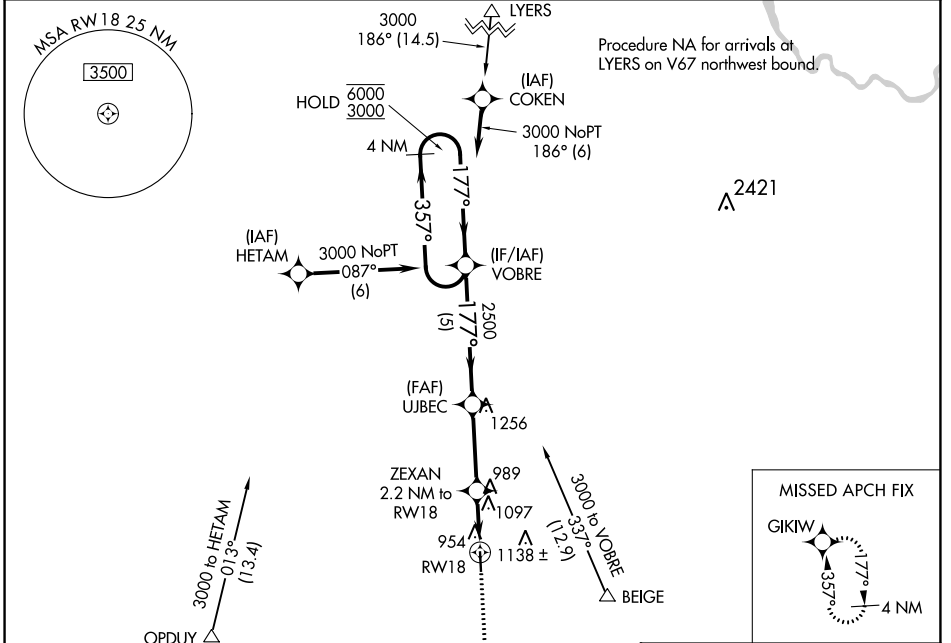 MSA RW18 25 NM
3500
LYERS
3000
186° (14.5)
Procedure NA for arrivals at
LYERS on V67 northwest bound.
(IAF)
COKEN
HOLD 6000
3000
3000 NoPT
186° (6)
4 NM
177°
357°
2421
(IAF)
HETAM
3000 NoPT
087°
(6)
(IF/IAF)
VOBRE
2500
177°
(5)
(FAF)
UJBEC
1256
ZEXAN
2.2 NM to
RW18
989
1097
954
1138 ±
RW18
3000 to HETAM
013°
(13.4)
OPDUY
3000 to VOBRE
337°
(12.9)
BEIGE
MISSED APCH FIX
GIKIW
177°
357°
4 NM